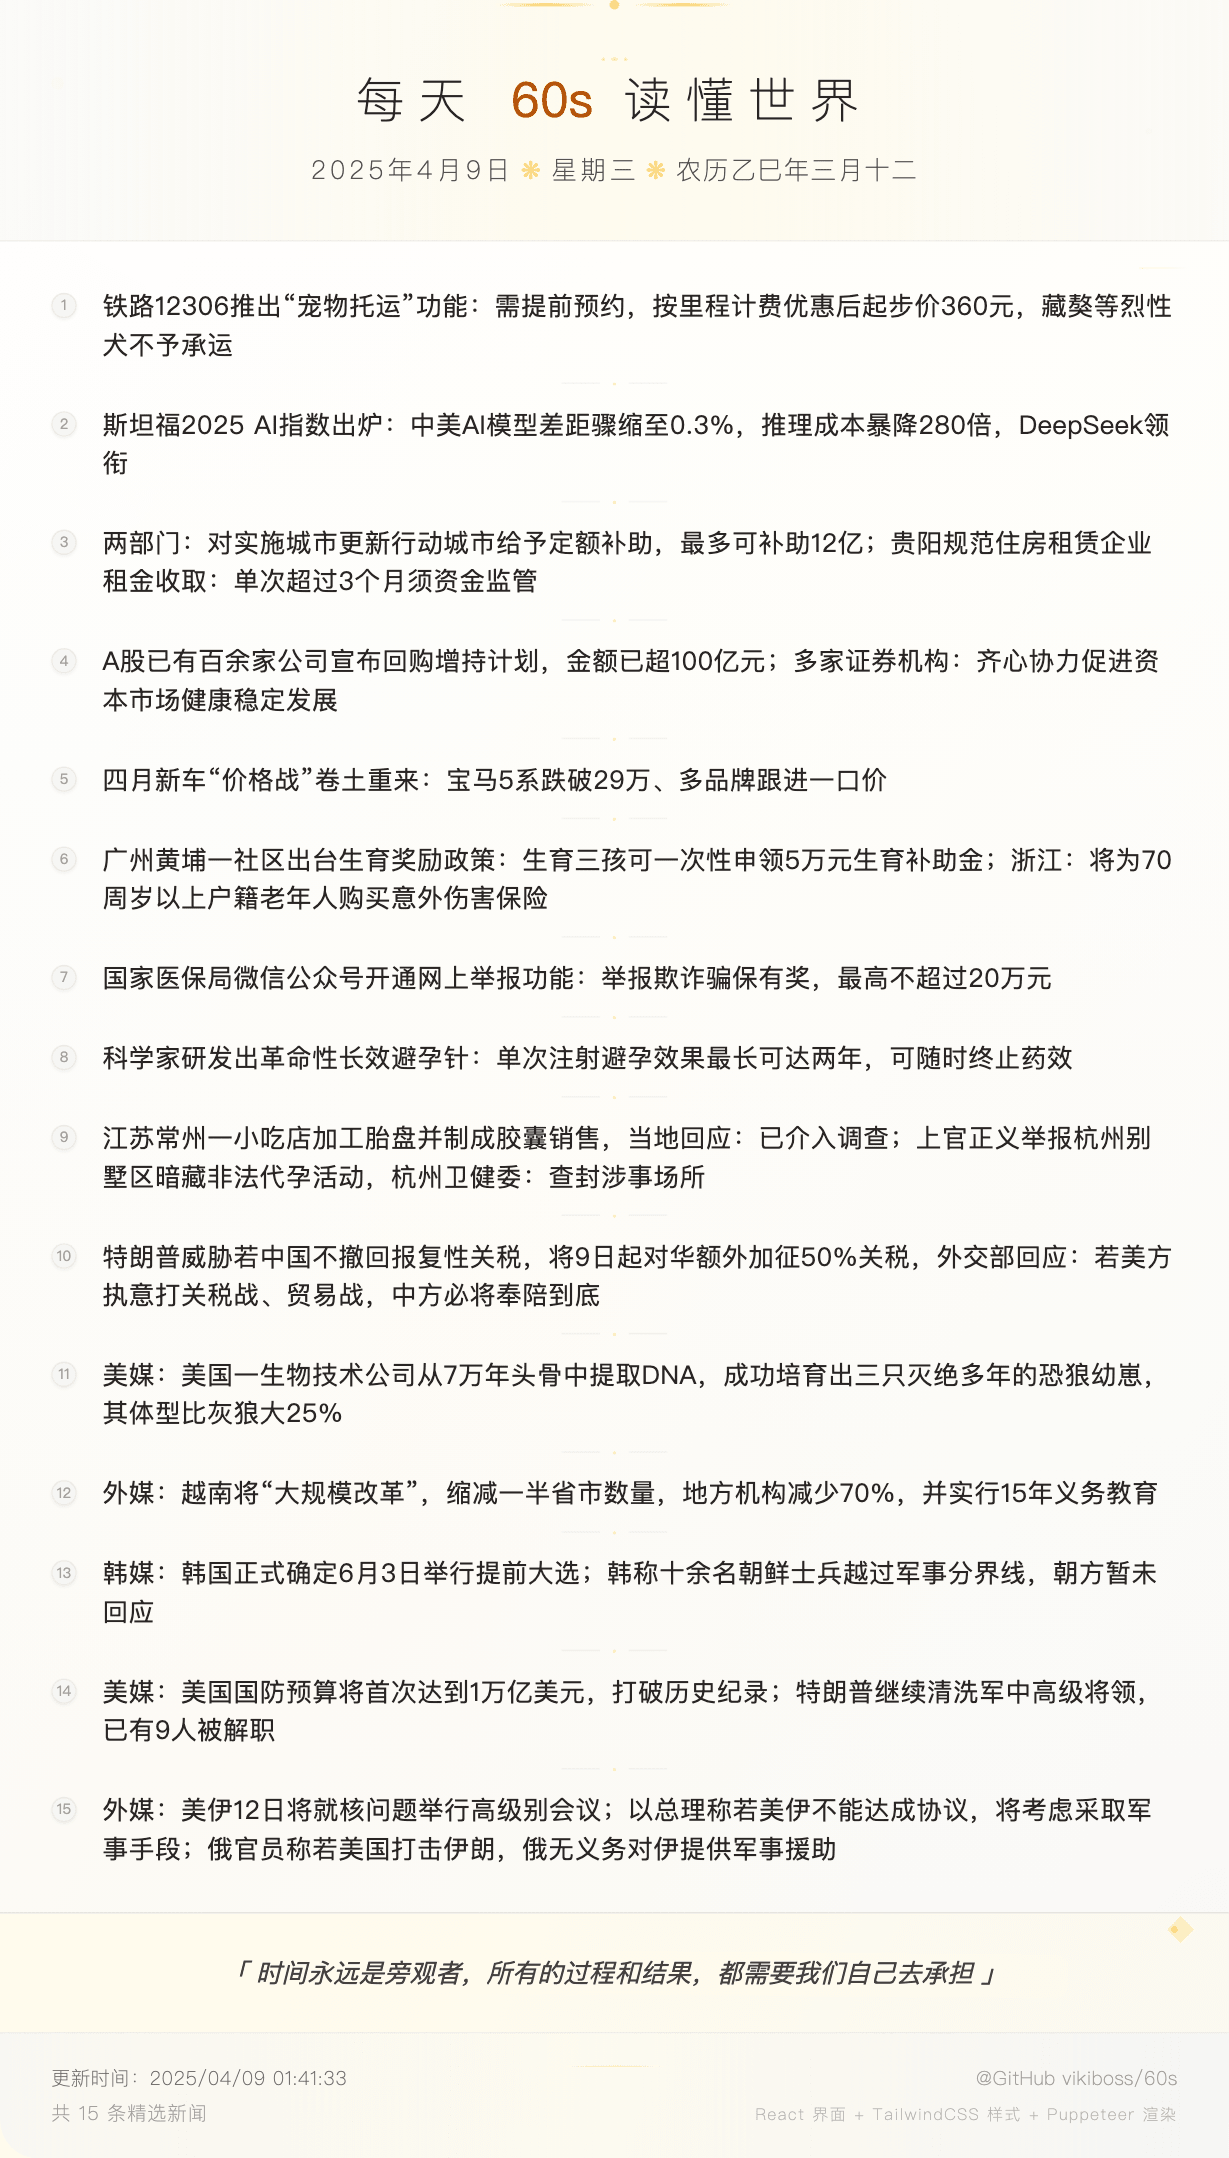 每天 60s 读懂世界
2025年4月9日 ❋ 星期三 ❋ 农历乙巳年三月十二
1 铁路12306推出“宠物托运”功能：需提前预约，按里程计费优惠后起步价360元，藏獒等烈性
犬不予承运
2 斯坦福2025 AI指数出炉：中美AI模型差距骤缩至0.3%，推理成本暴降280倍，DeepSeek领
衔
3 两部门：对实施城市更新行动城市给予定额补助，最多可补助12亿；贵阳规范住房租赁企业
租金收取：单次超过3个月须资金监管
4 A股已有百余家公司宣布回购增持计划，金额已超100亿元；多家证券机构：齐心协力促进资
本市场健康稳定发展
5 四月新车“价格战”卷土重来：宝马5系跌破29万、多品牌跟进一口价
6 广州黄埔一社区出台生育奖励政策：生育三孩可一次性申领5万元生育补助金；浙江：将为70
周岁以上户籍老年人购买意外伤害保险
7 国家医保局微信公众号开通网上举报功能：举报欺诈骗保有奖，最高不超过20万元
8 科学家研发出革命性长效避孕针：单次注射避孕效果最长可达两年，可随时终止药效
9 江苏常州一小吃店加工胎盘并制成胶囊销售，当地回应：已介入调查；上官正义举报杭州别
墅区暗藏非法代孕活动，杭州卫健委：查封涉事场所
10 特朗普威胁若中国不撤回报复性关税，将9日起对华额外加征50%关税，外交部回应：若美方
执意打关税战、贸易战，中方必将奉陪到底
11 美媒：美国一生物技术公司从7万年头骨中提取DNA，成功培育出三只灭绝多年的恐狼幼崽，
其体型比灰狼大25%
12 外媒：越南将“大规模改革”，缩减一半省市数量，地方机构减少70%，并实行15年义务教育
13 韩媒：韩国正式确定6月3日举行提前大选；韩称十余名朝鲜士兵越过军事分界线，朝方暂未
回应
14 美媒：美国国防预算将首次达到1万亿美元，打破历史纪录；特朗普继续清洗军中高级将领，
已有9人被解职
15 外媒：美伊12日将就核问题举行高级别会议；以总理称若美伊不能达成协议，将考虑采取军
事手段；俄官员称若美国打击伊朗，俄无义务对伊提供军事援助
「 时间永远是旁观者，所有的过程和结果，都需要我们自己去承担 」
更新时间：2025/04/09 01:41:33
@GitHub vikiboss/60s
共 15 条精选新闻
React 界面 + TailwindCSS 样式 + Puppeteer 渲染